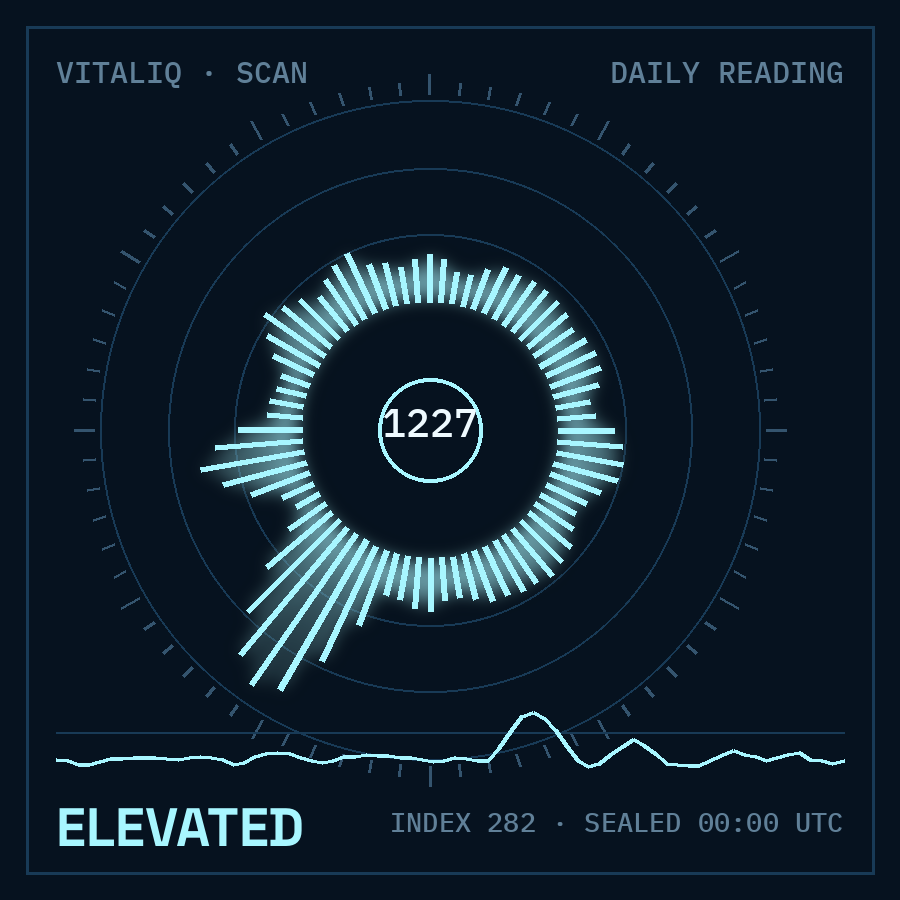 VITALIQ · SCAN
DAILY READING
1227
ELEVATED
INDEX 282 · SEALED 00:00 UTC